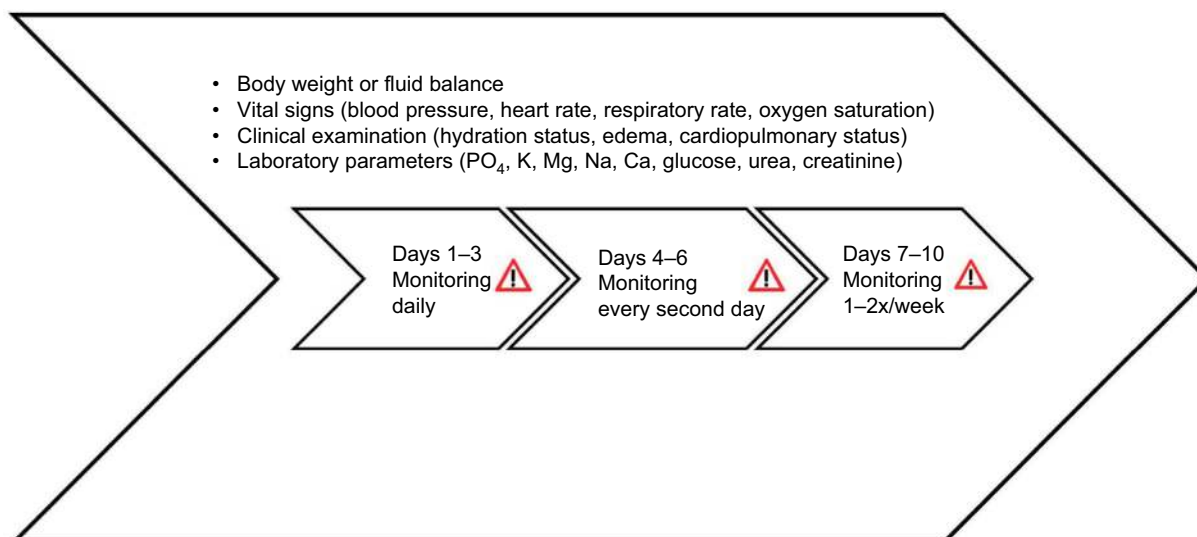 • Body weight or fluid balance
• Vital signs (blood pressure, heart rate, respiratory rate, oxygen saturation)
• Clinical examination (hydration status, edema, cardiopulmonary status)
• Laboratory parameters (PO₄, K, Mg, Na, Ca, glucose, urea, creatinine)
Days 1–3
Monitoring
daily
!
Days 4–6
Monitoring
every second day
!
Days 7–10
Monitoring
1–2x/week
!